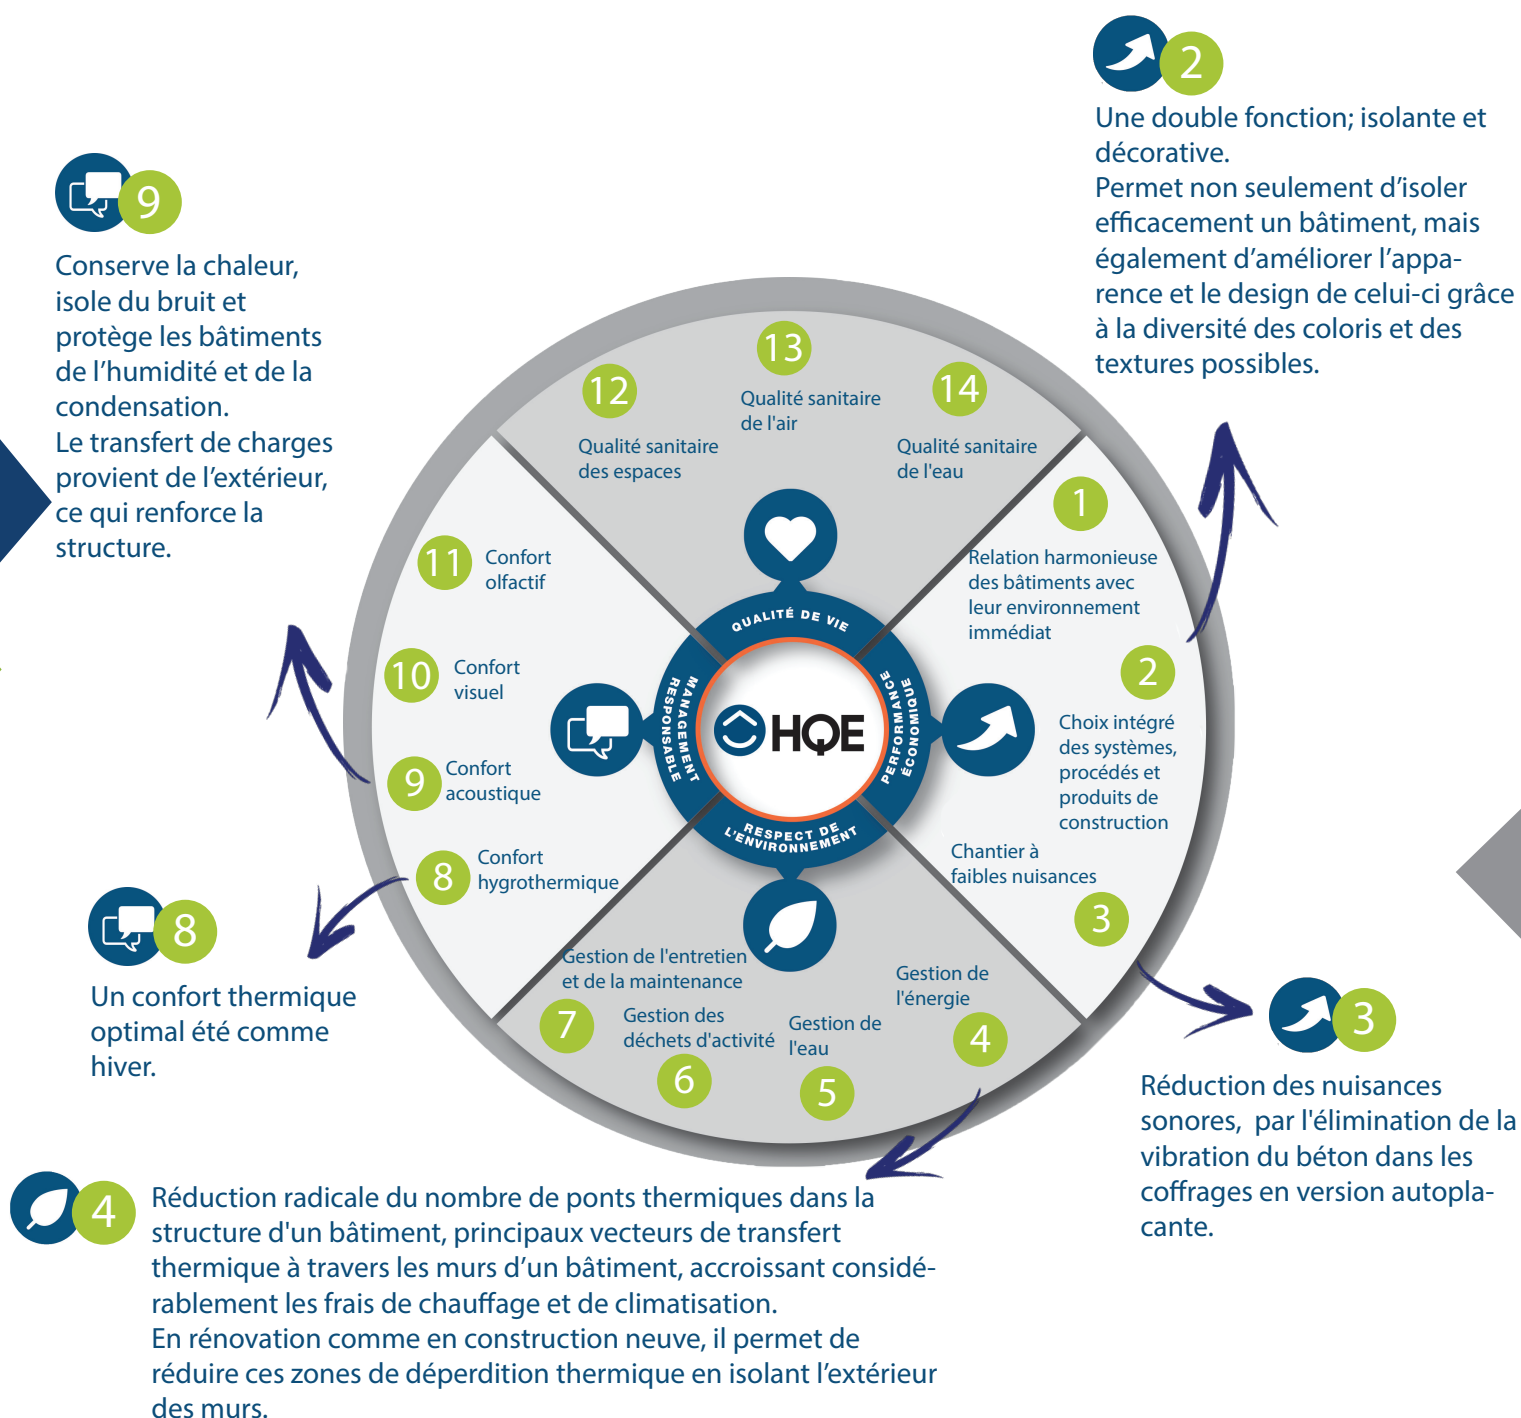 2
Une double fonction; isolante et
décorative.
Permet non seulement d’isoler
efficacement un bâtiment, mais
également d’améliorer l’appa-
rence et le design de celui-ci grâce
à la diversité des coloris et des
textures possibles.
9
Conserve la chaleur,
isole du bruit et
protège les bâtiments
de l’humidité et de la
condensation.
Le transfert de charges
provient de l’extérieur,
ce qui renforce la
structure.
13
Qualité sanitaire
de l'air
12
Qualité sanitaire
des espaces
14
Qualité sanitaire
de l'eau
1
Relation harmonieuse
des bâtiments avec
leur environnement
immédiat
2
Choix intégré
des systèmes,
procédés et
produits de
construction
Chantier à
faibles nuisances
3
11
Confort
olfactif
10
Confort
visuel
9
Confort
acoustique
8
Confort
hygrothermique
QUALITÉ DE VIE
MANAGEMENT
RESPONSABLE
HQE
PERFORMANCE
ÉCONOMIQUE
RESPECT DE
L'ENVIRONNEMENT
Gestion de l'entretien
et de la maintenance
7
Gestion des
déchets d'activité
6
Gestion de
l'eau
5
Gestion de
l'énergie
4
8
Un confort thermique
optimal été comme
hiver.
3
Réduction des nuisances
sonores,  par l'élimination de la
vibration du béton dans les
coffrages en version autopla-
cante.
4
Réduction radicale du nombre de ponts thermiques dans la
structure d'un bâtiment, principaux vecteurs de transfert
thermique à travers les murs d’un bâtiment, accroissant considé-
rablement les frais de chauffage et de climatisation.
En rénovation comme en construction neuve, il permet de
réduire ces zones de déperdition thermique en isolant l’extérieur
des murs.